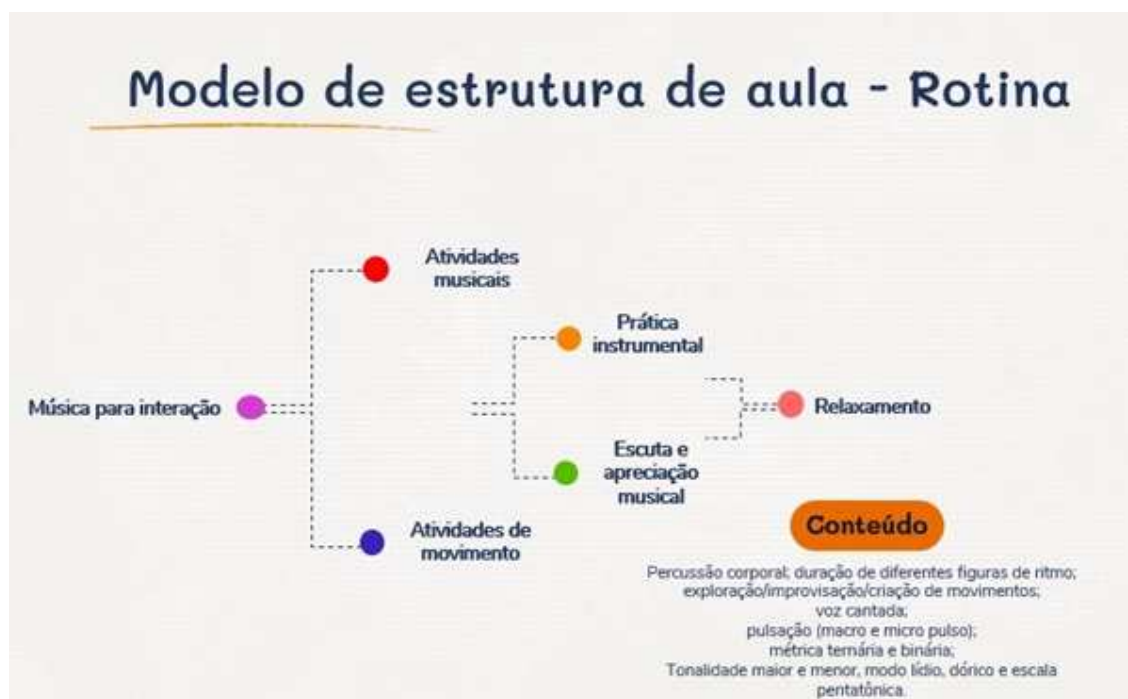 Modelo de estrutura de aula - Rotina
Atividades
musicais
Prática
instrumental
Música para interação
Relaxamento
Escuta e
apreciação
musical
Atividades de
movimento
Conteúdo
Percussão corporal; duração de diferentes figuras de ritmo;
exploração/improvisação/criação de movimentos;
voz cantada;
pulsação (macro e micro pulso);
métrica ternária e binária;
Tonalidade maior e menor, modo lídio, dórico e escala
pentatônica.